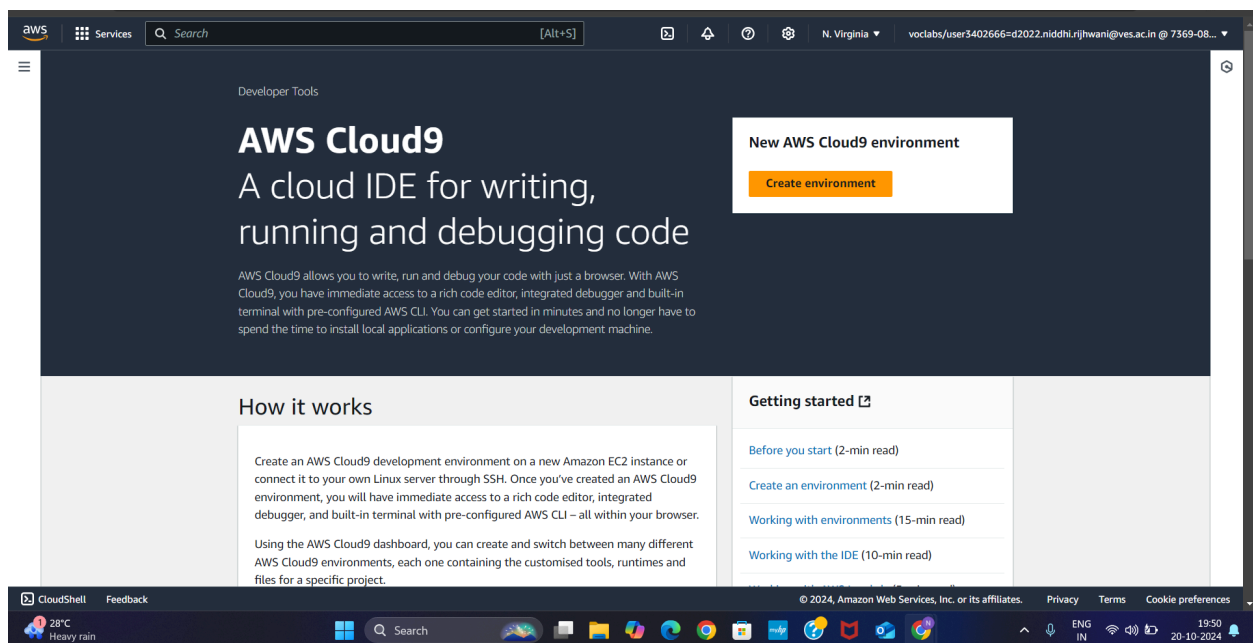 aws
Services
Search
[Alt+S]
N. Virginia
voclabs/user3402666=d2022.niddhi.rijhwani@ves.ac.in @ 7369-08...
Developer Tools
AWS Cloud9
A cloud IDE for writing,
running and debugging code
AWS Cloud9 allows you to write, run and debug your code with just a browser. With AWS
Cloud9, you have immediate access to a rich code editor, integrated debugger and built-in
terminal with pre-configured AWS CLI. You can get started in minutes and no longer have to
spend the time to install local applications or configure your development machine.
New AWS Cloud9 environment
Create environment
How it works
Create an AWS Cloud9 development environment on a new Amazon EC2 instance or
connect it to your own Linux server through SSH. Once you've created an AWS Cloud9
environment, you will have immediate access to a rich code editor, integrated
debugger, and built-in terminal with pre-configured AWS CLI – all within your browser.
Using the AWS Cloud9 dashboard, you can create and switch between many different
AWS Cloud9 environments, each one containing the customised tools, runtimes and
files for a specific project.
Getting started
Before you start (2-min read)
Create an environment (2-min read)
Working with environments (15-min read)
Working with the IDE (10-min read)
CloudShell
Feedback
© 2024, Amazon Web Services, Inc. or its affiliates.
Privacy
Terms
Cookie preferences
1
28°C
Heavy rain
Search
myhp
N
ENG
IN
19:50
20-10-2024